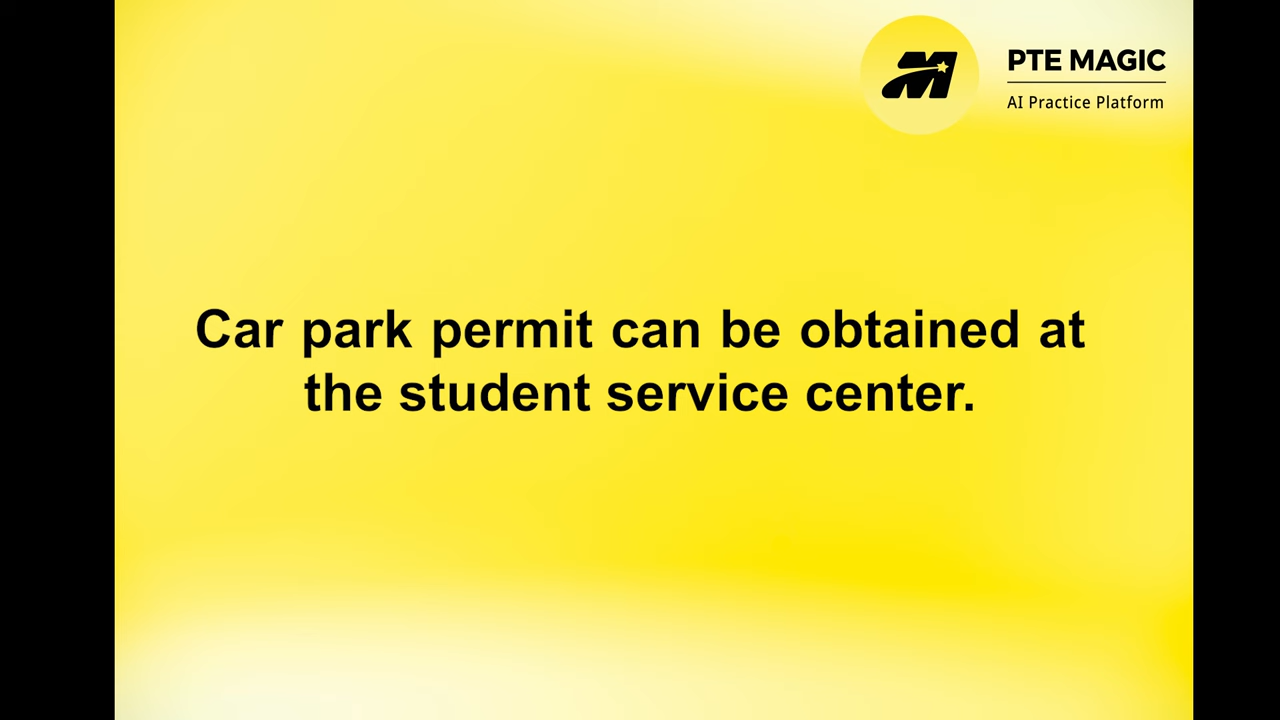 PTE MAGIC
AI Practice Platform
Car park permit can be obtained at
the student service center.